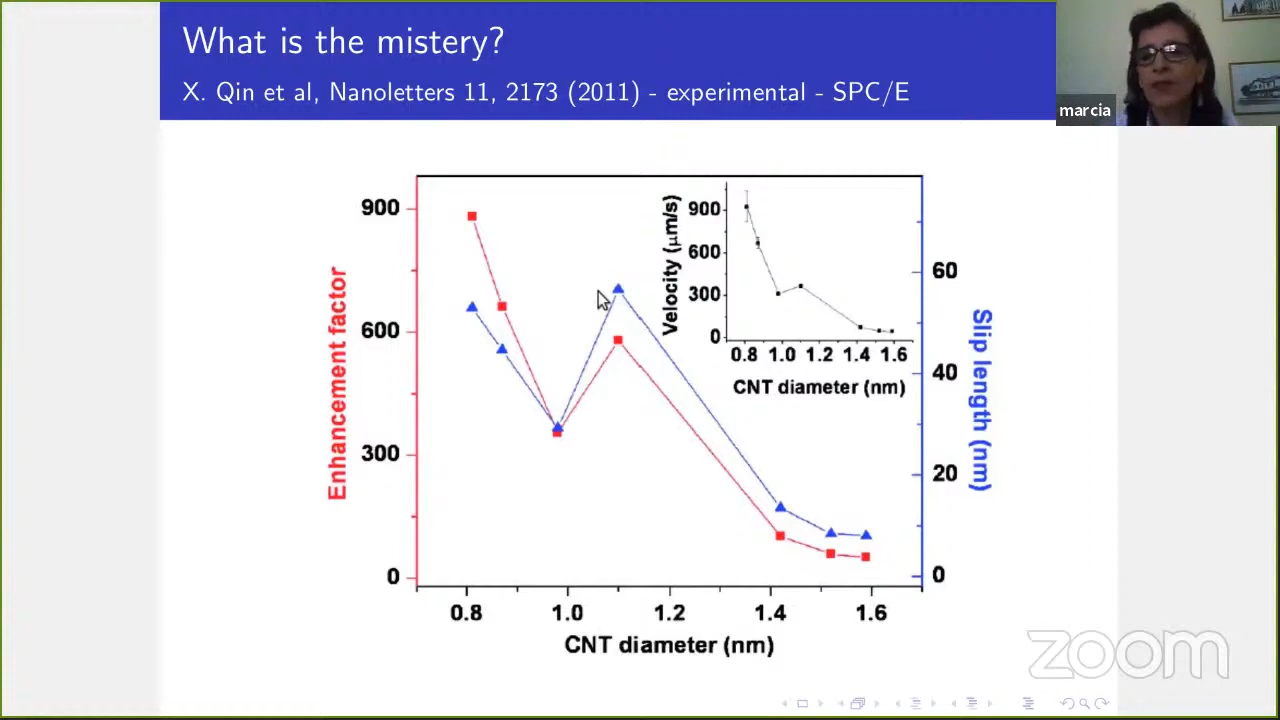 What is the mistery?
X. Qin et al, Nanoletters 11, 2173 (2011) - experimental - SPC/E
marcia
900
600
300
0
Enhancement factor
0.8
1.0
1.2
1.4
1.6
CNT diameter (nm)
60
40
20
0
Slip length (nm)
900
600
300
0
Velocity (μm/s)
0.8 1.0 1.2 1.4 1.6
CNT diameter (nm)
zoom